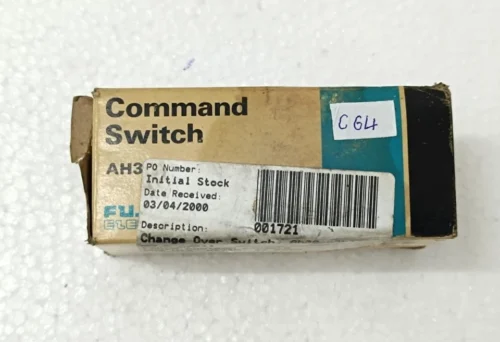 Command
Switch
C64
AH3
PO Number:
Initial Stock
Date Received:
03/04/2000
Description:
001721
Change Over Switch,